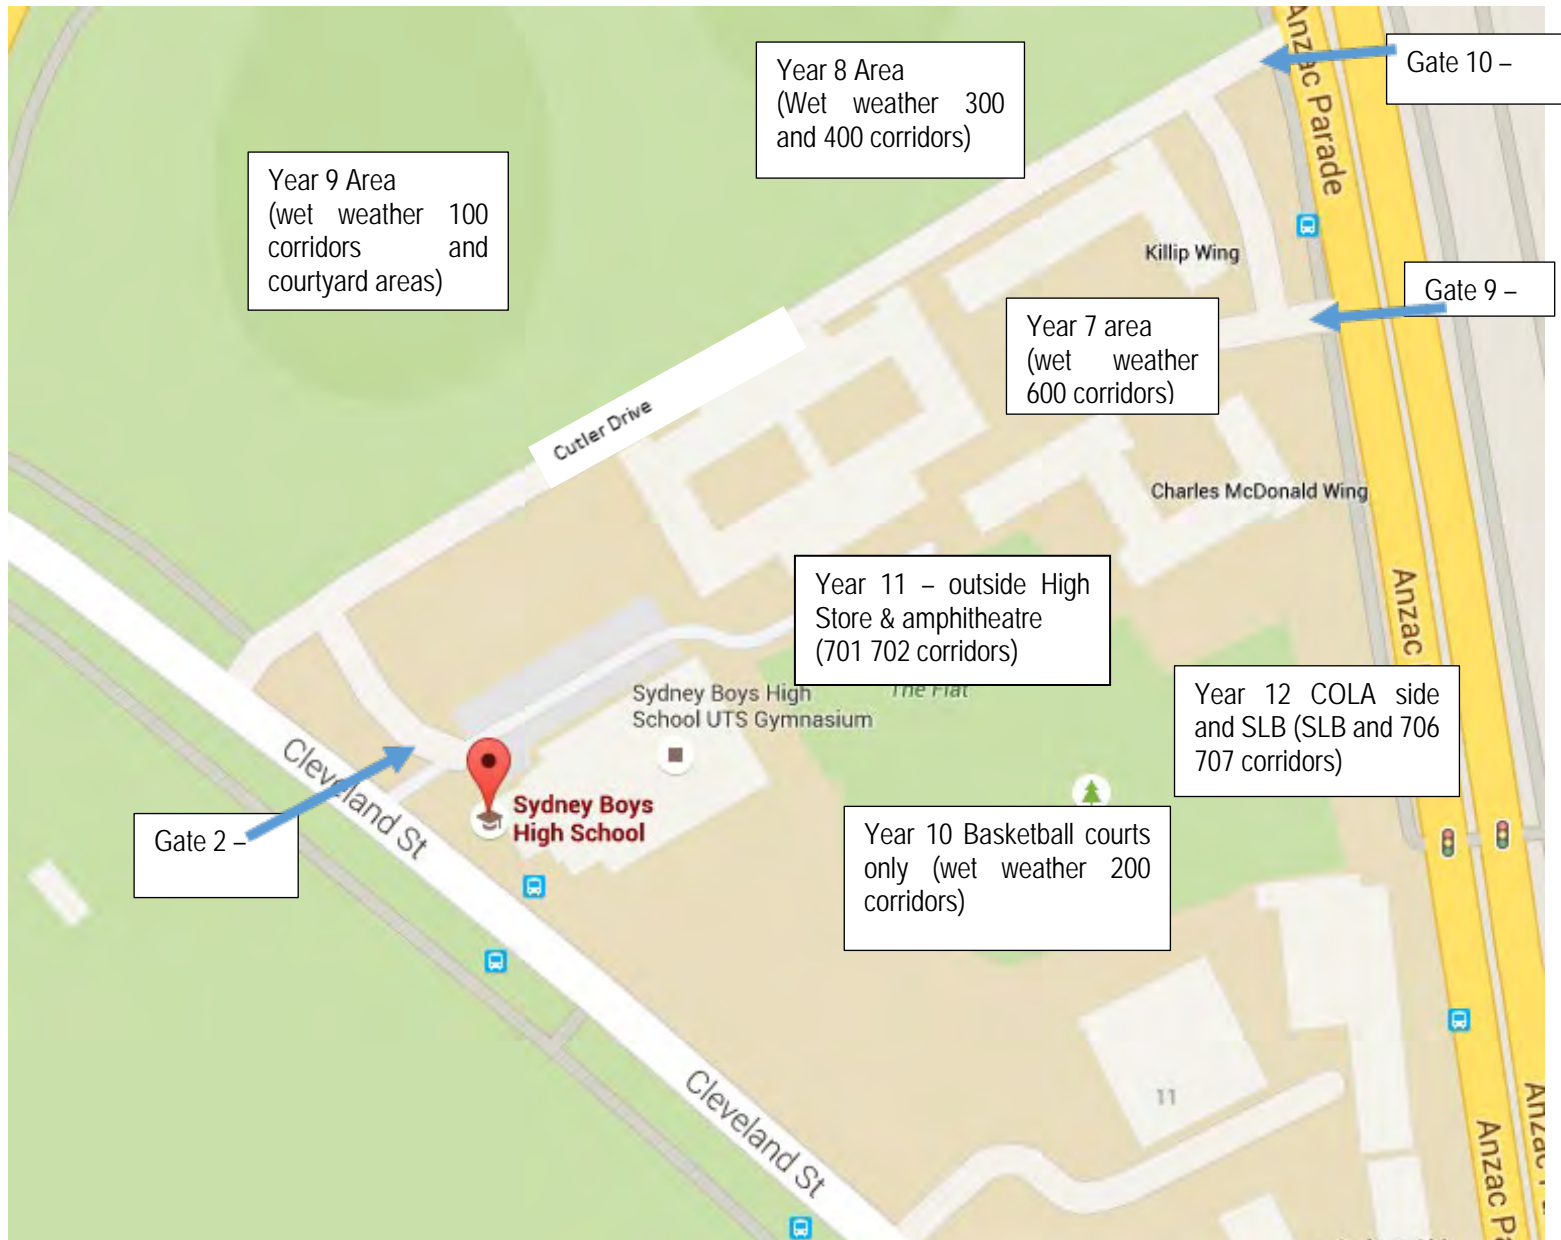 Anzac Parade
Gate 10 –
Year 8 Area
(Wet weather 300
and 400 corridors)
Year 9 Area
(wet weather 100
corridors and
courtyard areas)
Killip Wing
Gate 9 –
Year 7 area
(wet weather
600 corridors)
Cutler Drive
Charles McDonald Wing
Year 11 – outside High
Store & amphitheatre
(701 702 corridors)
Anzac
The Flat
Sydney Boys High
School UTS Gymnasium
Year 12 COLA side
and SLB (SLB and 706
707 corridors)
Cleveland St
Sydney Boys
High School
Gate 2 –
Year 10 Basketball courts
only (wet weather 200
corridors)
11
Cleveland St
Anzac Pa
Anzac P